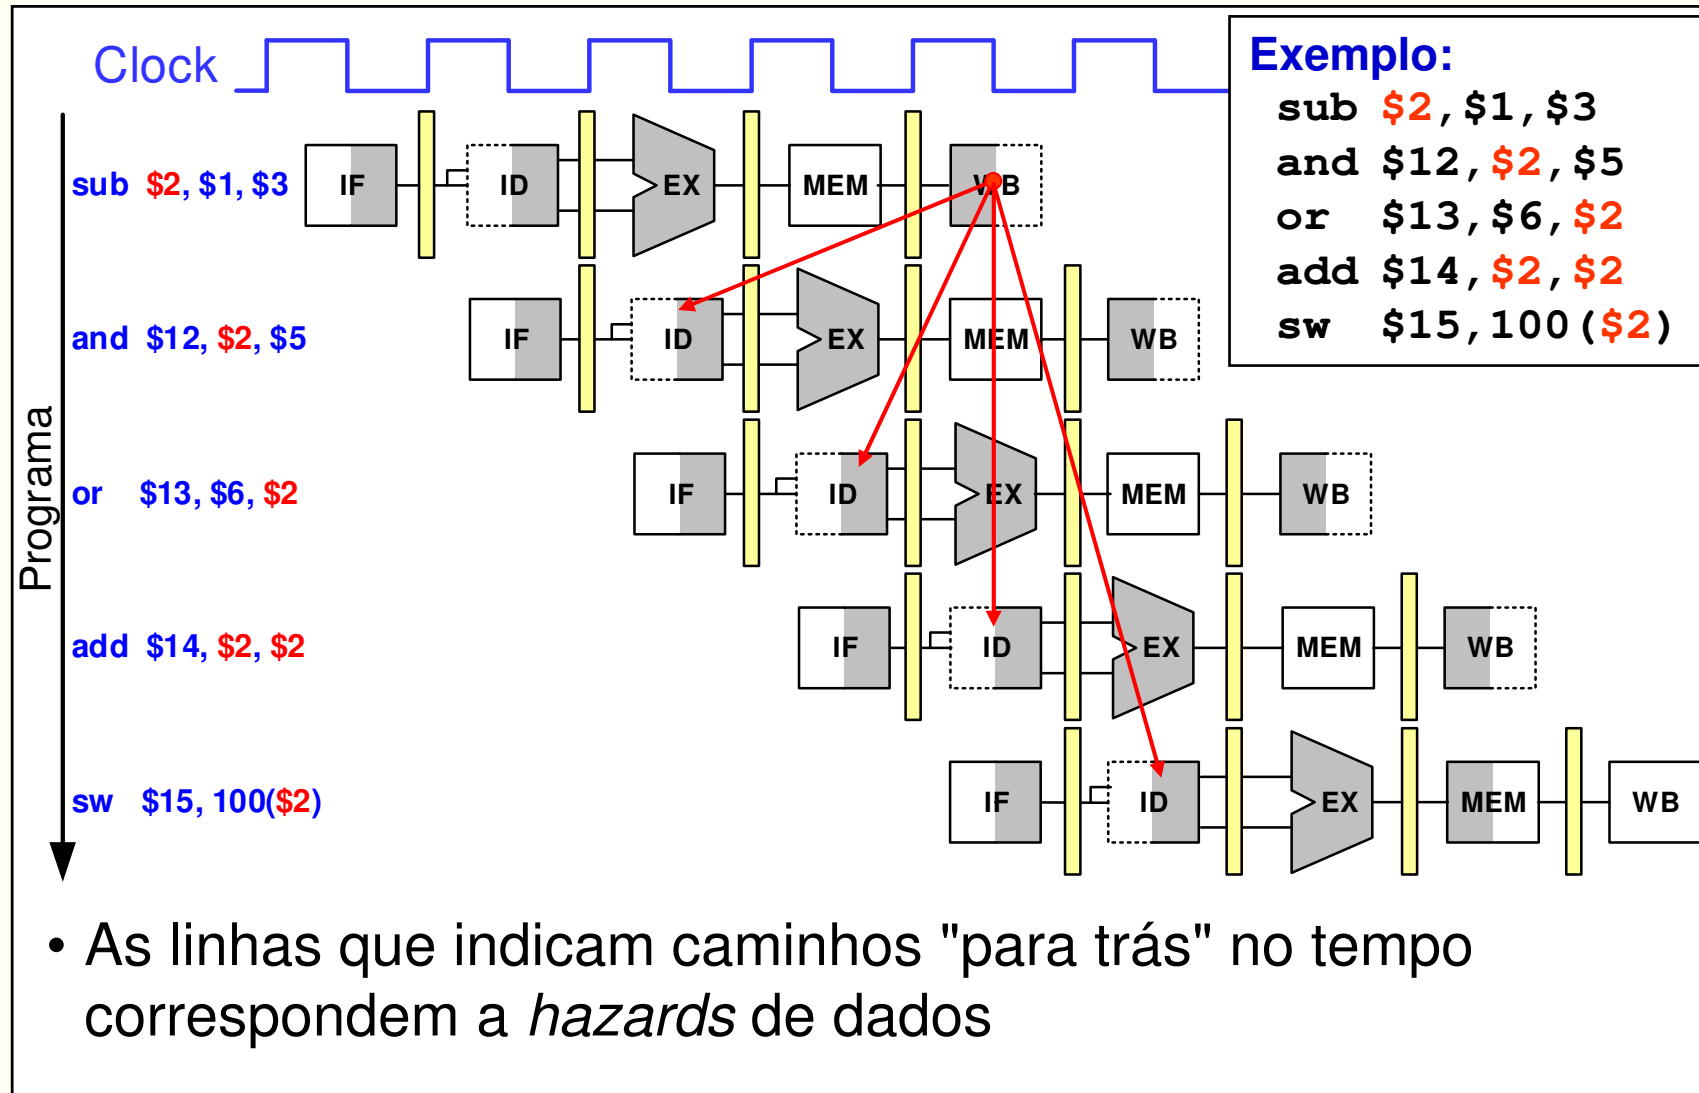 Clock
Exemplo:
sub $2,$1,$3
and $12,$2,$5
or $13,$6,$2
add $14,$2,$2
sw $15,100($2)
Programa
sub $2, $1, $3
IF ID EX MEM WB
and $12, $2, $5
IF ID EX MEM WB
or $13, $6, $2
IF ID EX MEM WB
add $14, $2, $2
IF ID EX MEM WB
sw $15, 100($2)
IF ID EX MEM WB
• As linhas que indicam caminhos "para trás" no tempo
correspondem a hazards de dados